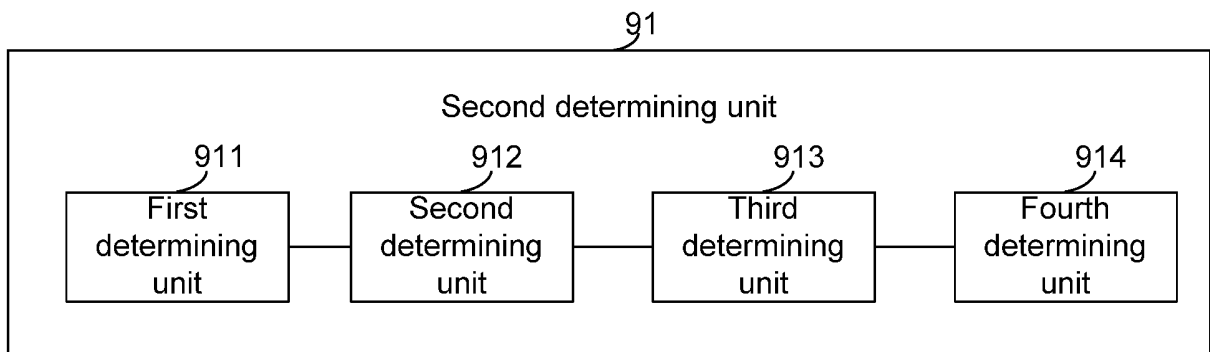 91
Second determining unit
911
912
913
914
First
determining
unit
Second
determining
unit
Third
determining
unit
Fourth
determining
unit